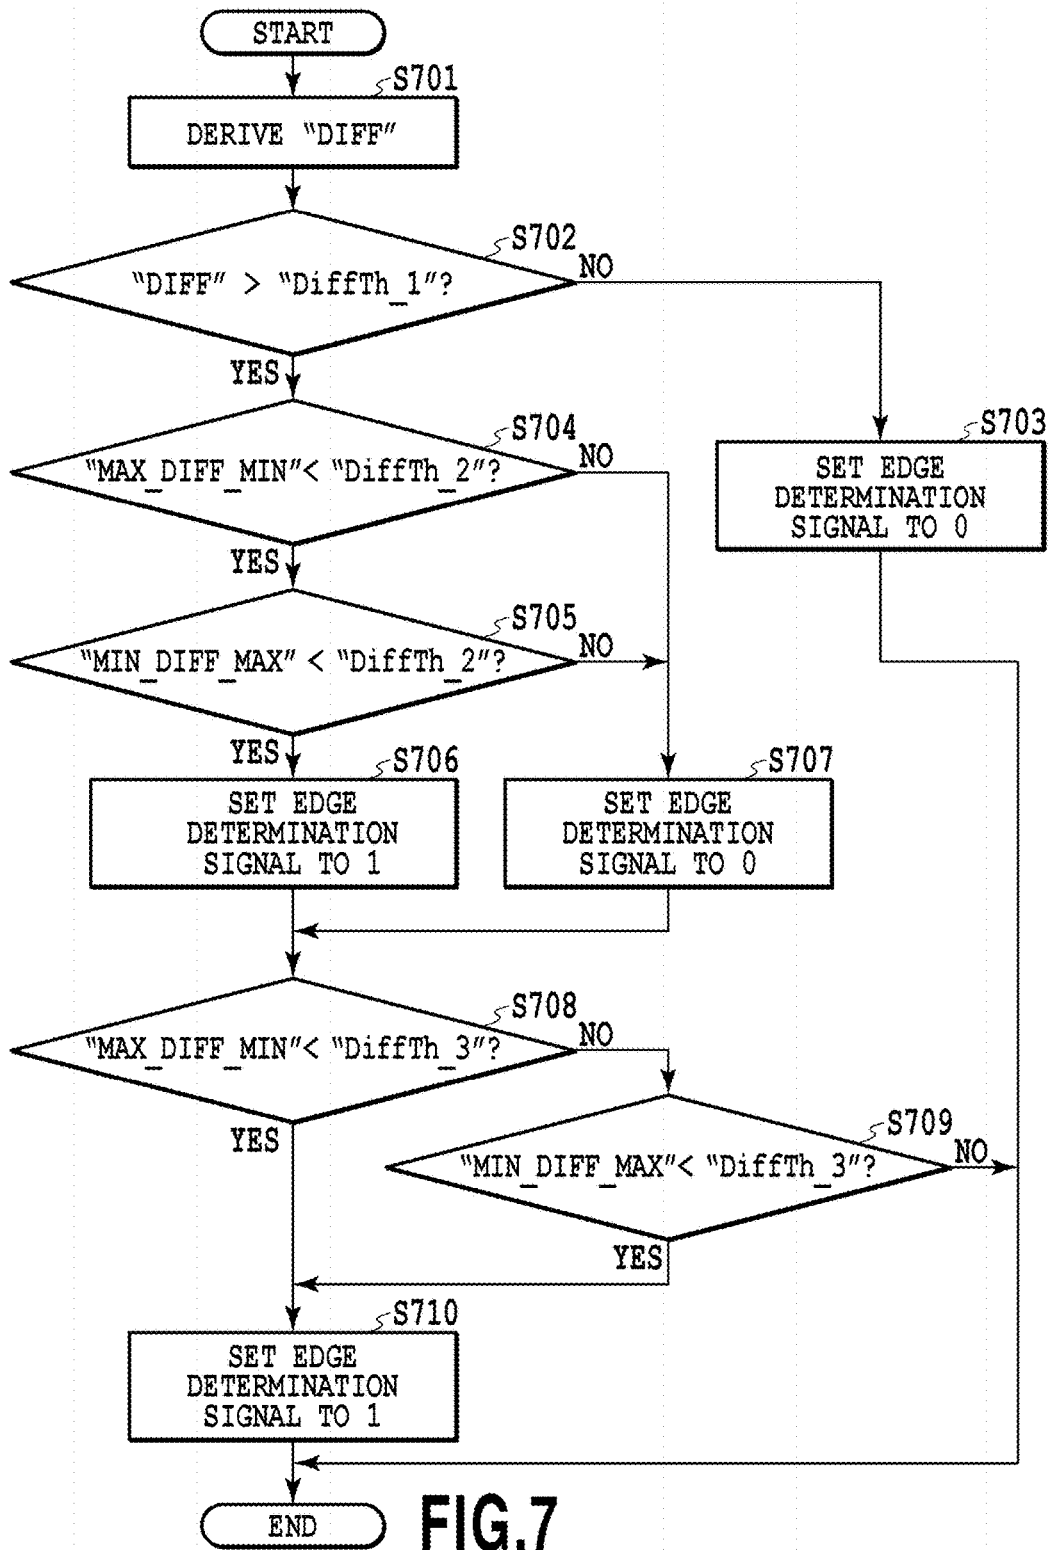 START
S701
DERIVE “DIFF”
S702
“DIFF” > “DiffTh_1”?
NO
YES
S704
“MAX_DIFF_MIN”< “DiffTh_2”?
NO
S703
SET EDGE
DETERMINATION
SIGNAL TO 0
YES
S705
“MIN_DIFF_MAX” < “DiffTh_2”?
NO
YES
S706
SET EDGE
DETERMINATION
SIGNAL TO 1
S707
SET EDGE
DETERMINATION
SIGNAL TO 0
S708
“MAX_DIFF_MIN”< “DiffTh_3”?
NO
YES
S709
“MIN_DIFF_MAX”< “DiffTh_3”?
NO
YES
S710
SET EDGE
DETERMINATION
SIGNAL TO 1
END
FIG.7